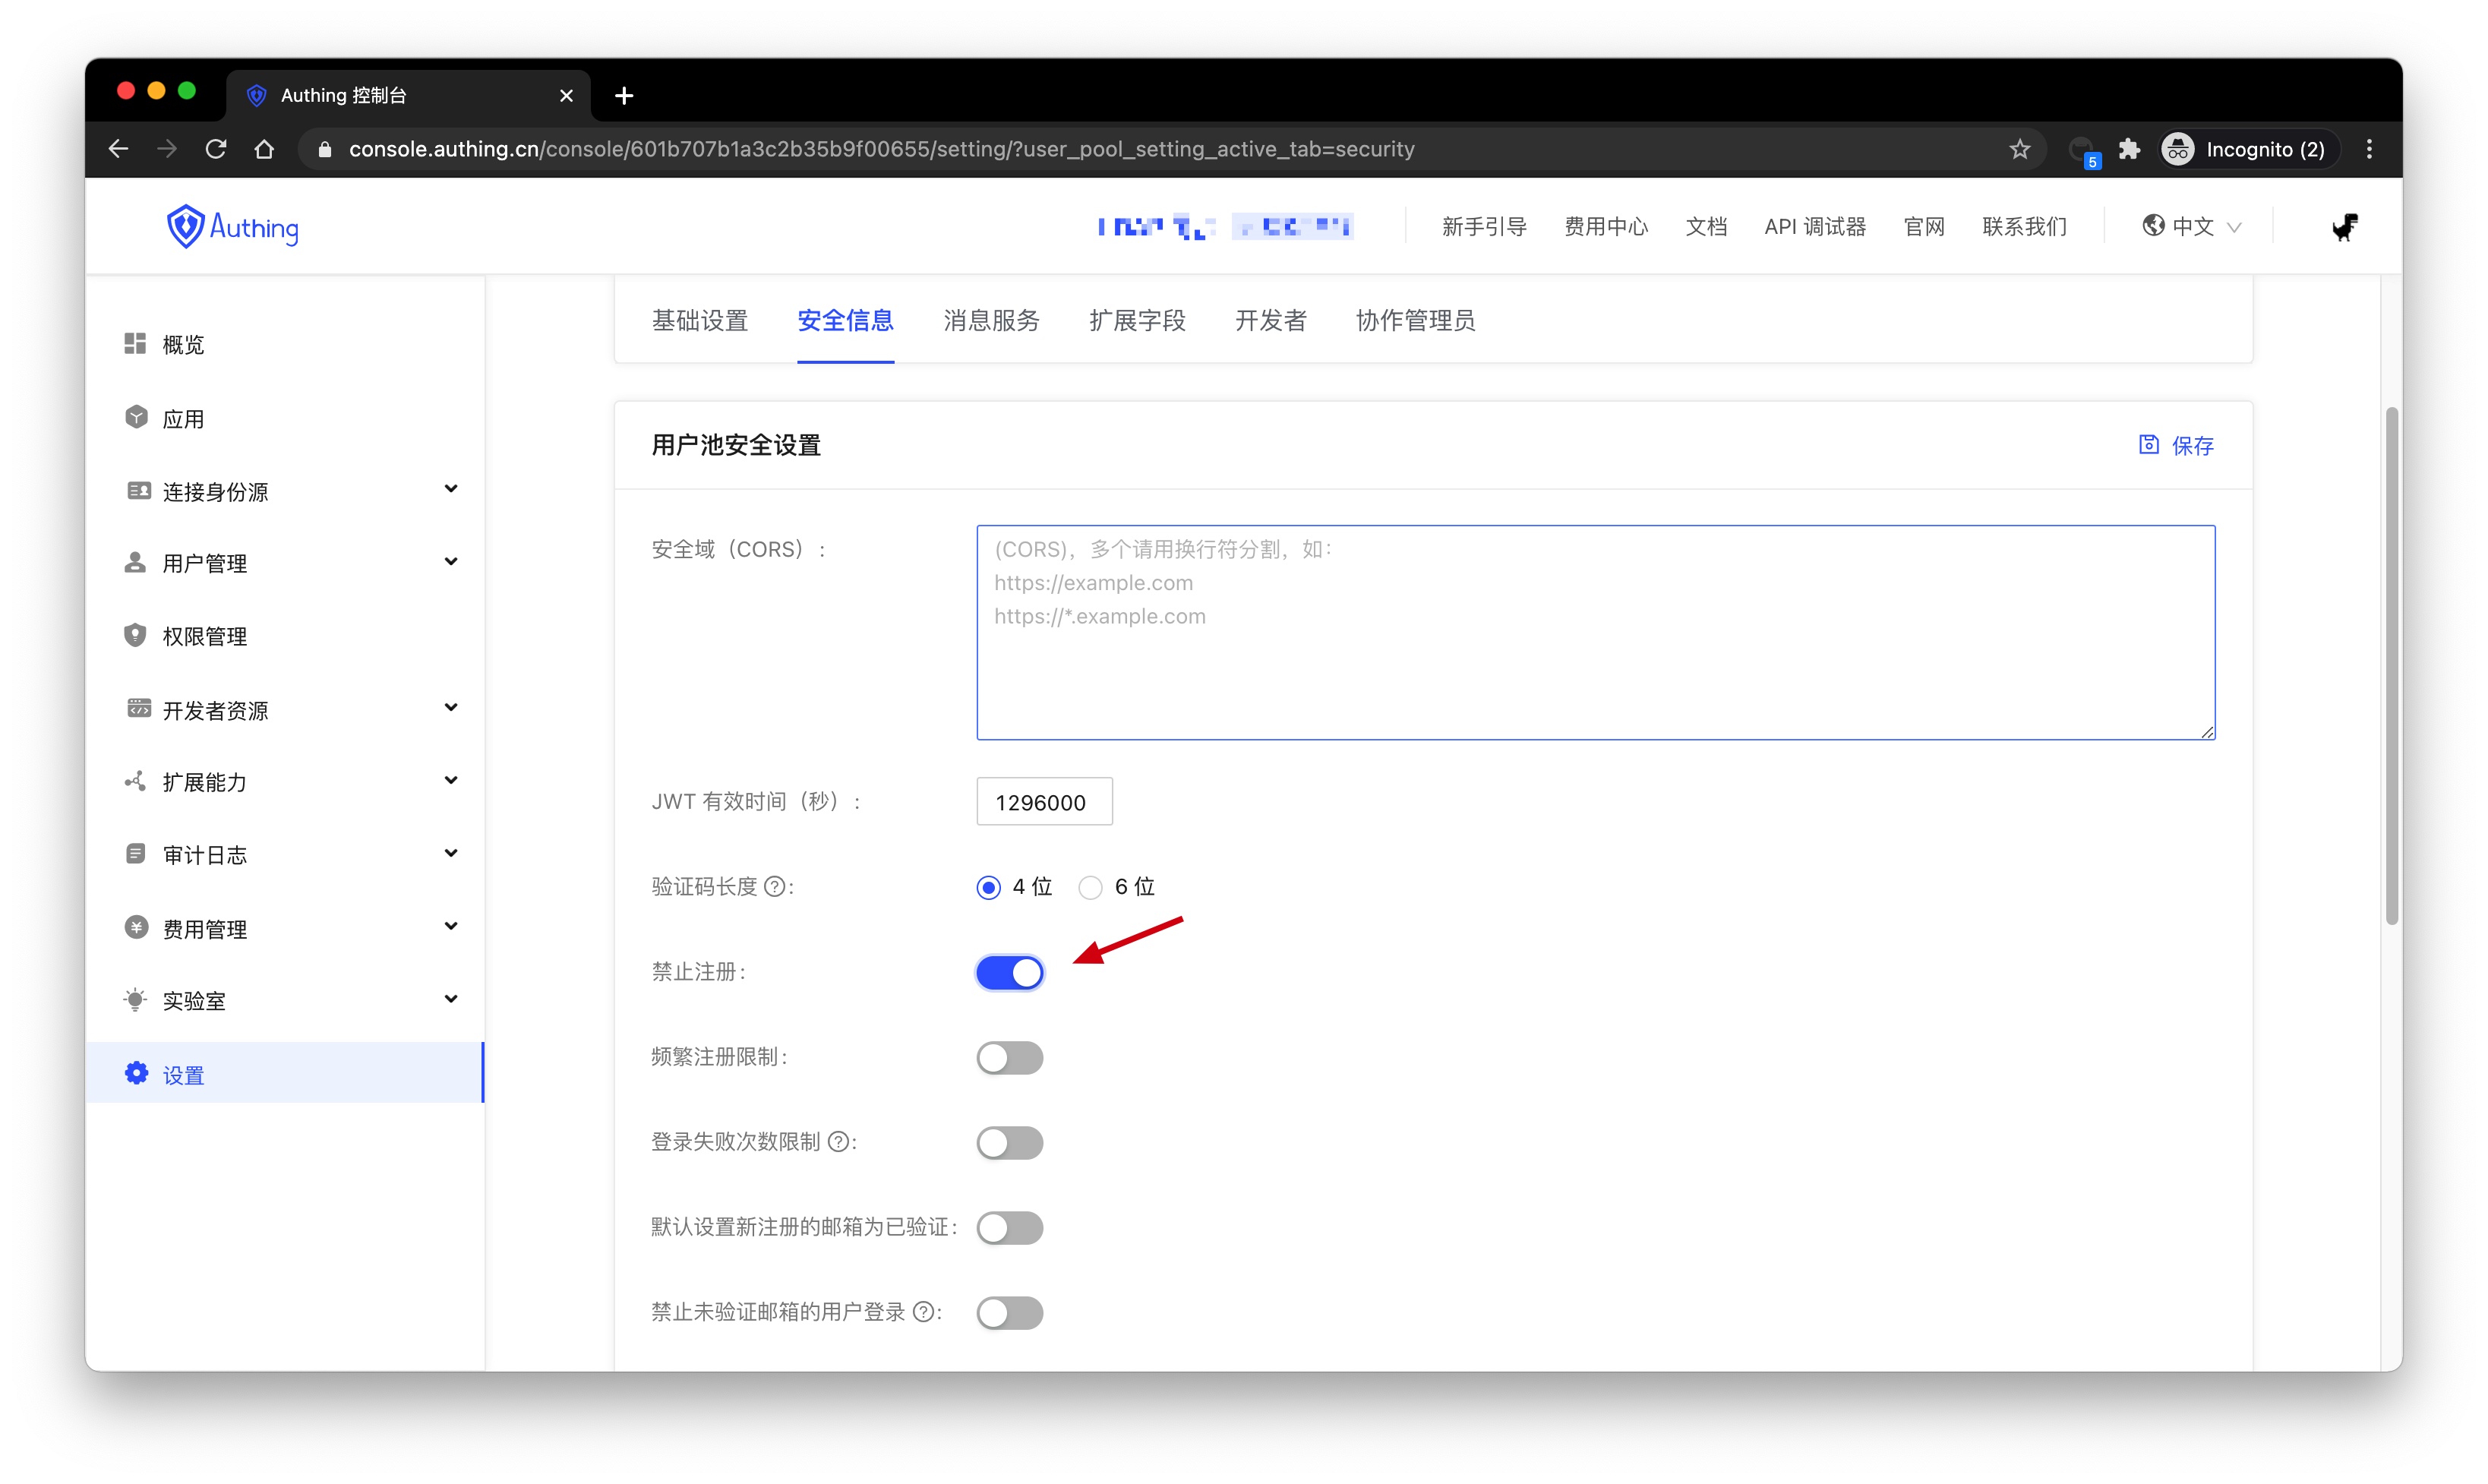 Authing 控制台
console.authing.cn/console/601b707b1a3c2b35b9f00655/setting/?user_pool_setting_active_tab=security
5
Incognito (2)
Authing
新手引导
费用中心
文档
API 调试器
官网
联系我们
中文
概览
应用
连接身份源
用户管理
权限管理
开发者资源
扩展能力
审计日志
费用管理
实验室
设置
基础设置
安全信息
消息服务
扩展字段
开发者
协作管理员
用户池安全设置
保存
安全域（CORS）：
(CORS)，多个请用换行符分割，如：
https://example.com
https://*.example.com
JWT 有效时间（秒）：
1296000
验证码长度 ? :
4 位
6 位
禁止注册：
频繁注册限制：
登录失败次数限制 ? :
默认设置新注册的邮箱为已验证：
禁止未验证邮箱的用户登录 ? :